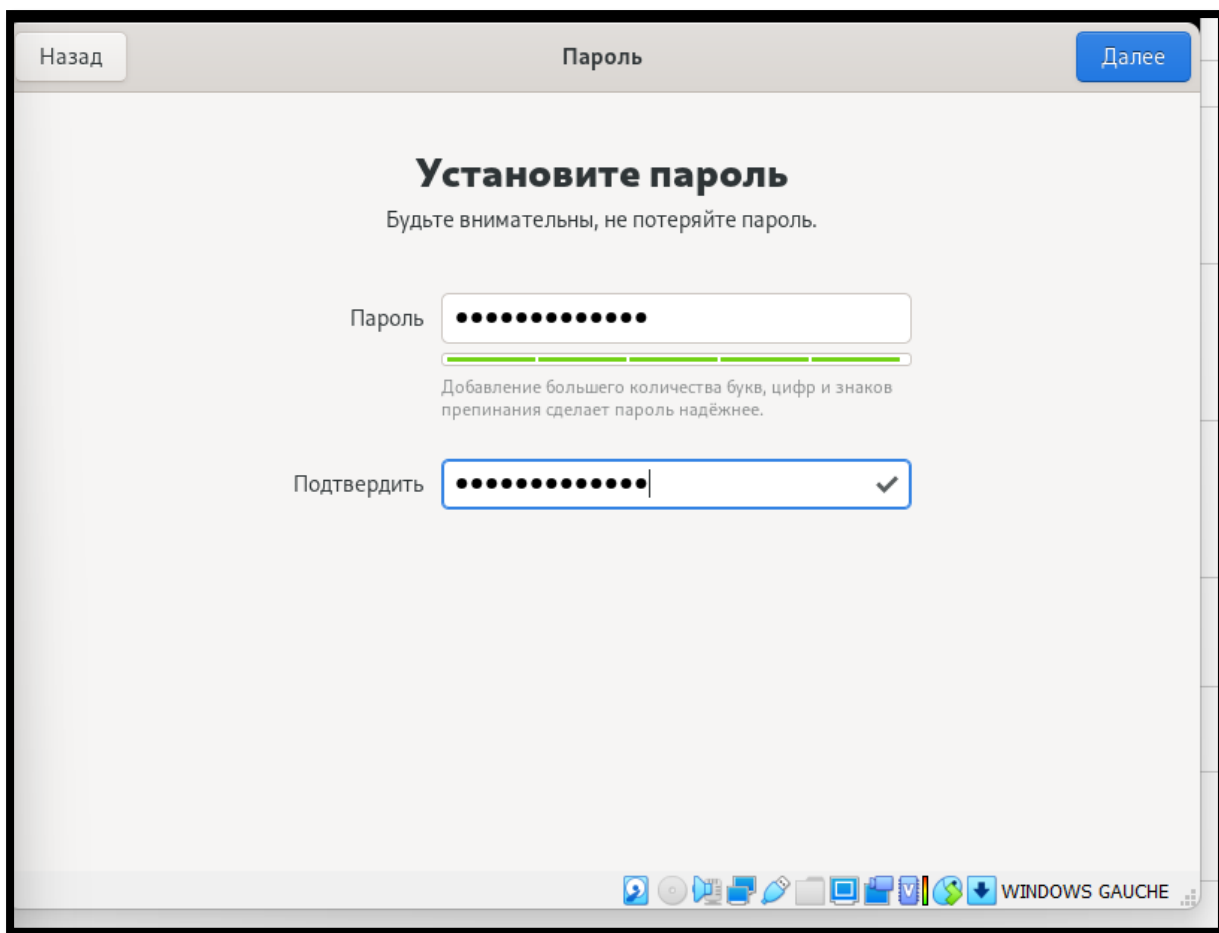 Назад
Пароль
Далее
Установите пароль
Будьте внимательны, не потеряйте пароль.
Пароль
●●●●●●●●●●●●●
Добавление большего количества букв, цифр и знаков
препинания сделает пароль надёжнее.
Подтвердить
●●●●●●●●●●●●●
WINDOWS GAUCHE